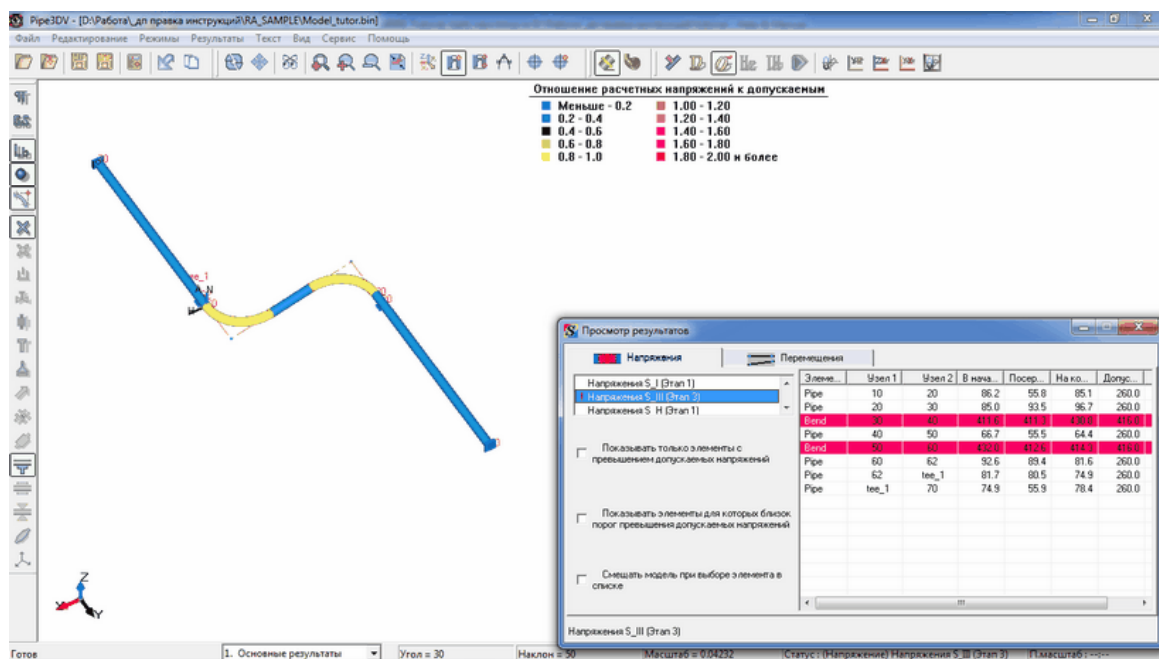 Pipe3DV - [D:\Работа\_дп правка инструкций\RA_SAMPLE\Model_tutor.bin]
Файл Редактирование Режимы Результаты Текст Вид Сервис Помощь
Отношение расчетных напряжений к допускаемым
Меньше - 0.2 1.00 - 1.20
0.2 - 0.4 1.20 - 1.40
0.4 - 0.6 1.40 - 1.60
0.6 - 0.8 1.60 - 1.80
0.8 - 1.0 1.80 - 2.00 и более
Просмотр результатов
Напряжения Перемещения
Напряжения S_I (Этап 1)
Напряжения S_III (Этап 3)
Напряжения S_H (Этап 1)
Показывать только элементы с
превышением допускаемых напряжений
Показывать элементы для которых близок
порог превышения допускаемых напряжений
Смещать модель при выборе элемента в
списке
Элеме... Узел 1 Узел 2 В нача... Посер... На ко... Допус...
Pipe 10 20 86.2 55.8 85.1 260.0
Pipe 20 30 85.0 93.5 96.7 260.0
Bend 30 40
Pipe 40 50 66.7 55.5 64.4 260.0
Bend 50 60
Pipe 60 62 92.6 89.4 81.6 260.0
Pipe 62 tee_1 81.7 80.5 74.9 260.0
Pipe tee_1 70 74.9 55.9 78.4 260.0
Напряжения S_III (Этап 3)
Z
Y
Готов 1. Основные результаты Угол = 30 Наклон = 50 Масштаб = 0.04232 Статус : (Напряжение) Напряжения S_III (Этап 3) П.масштаб : --:--